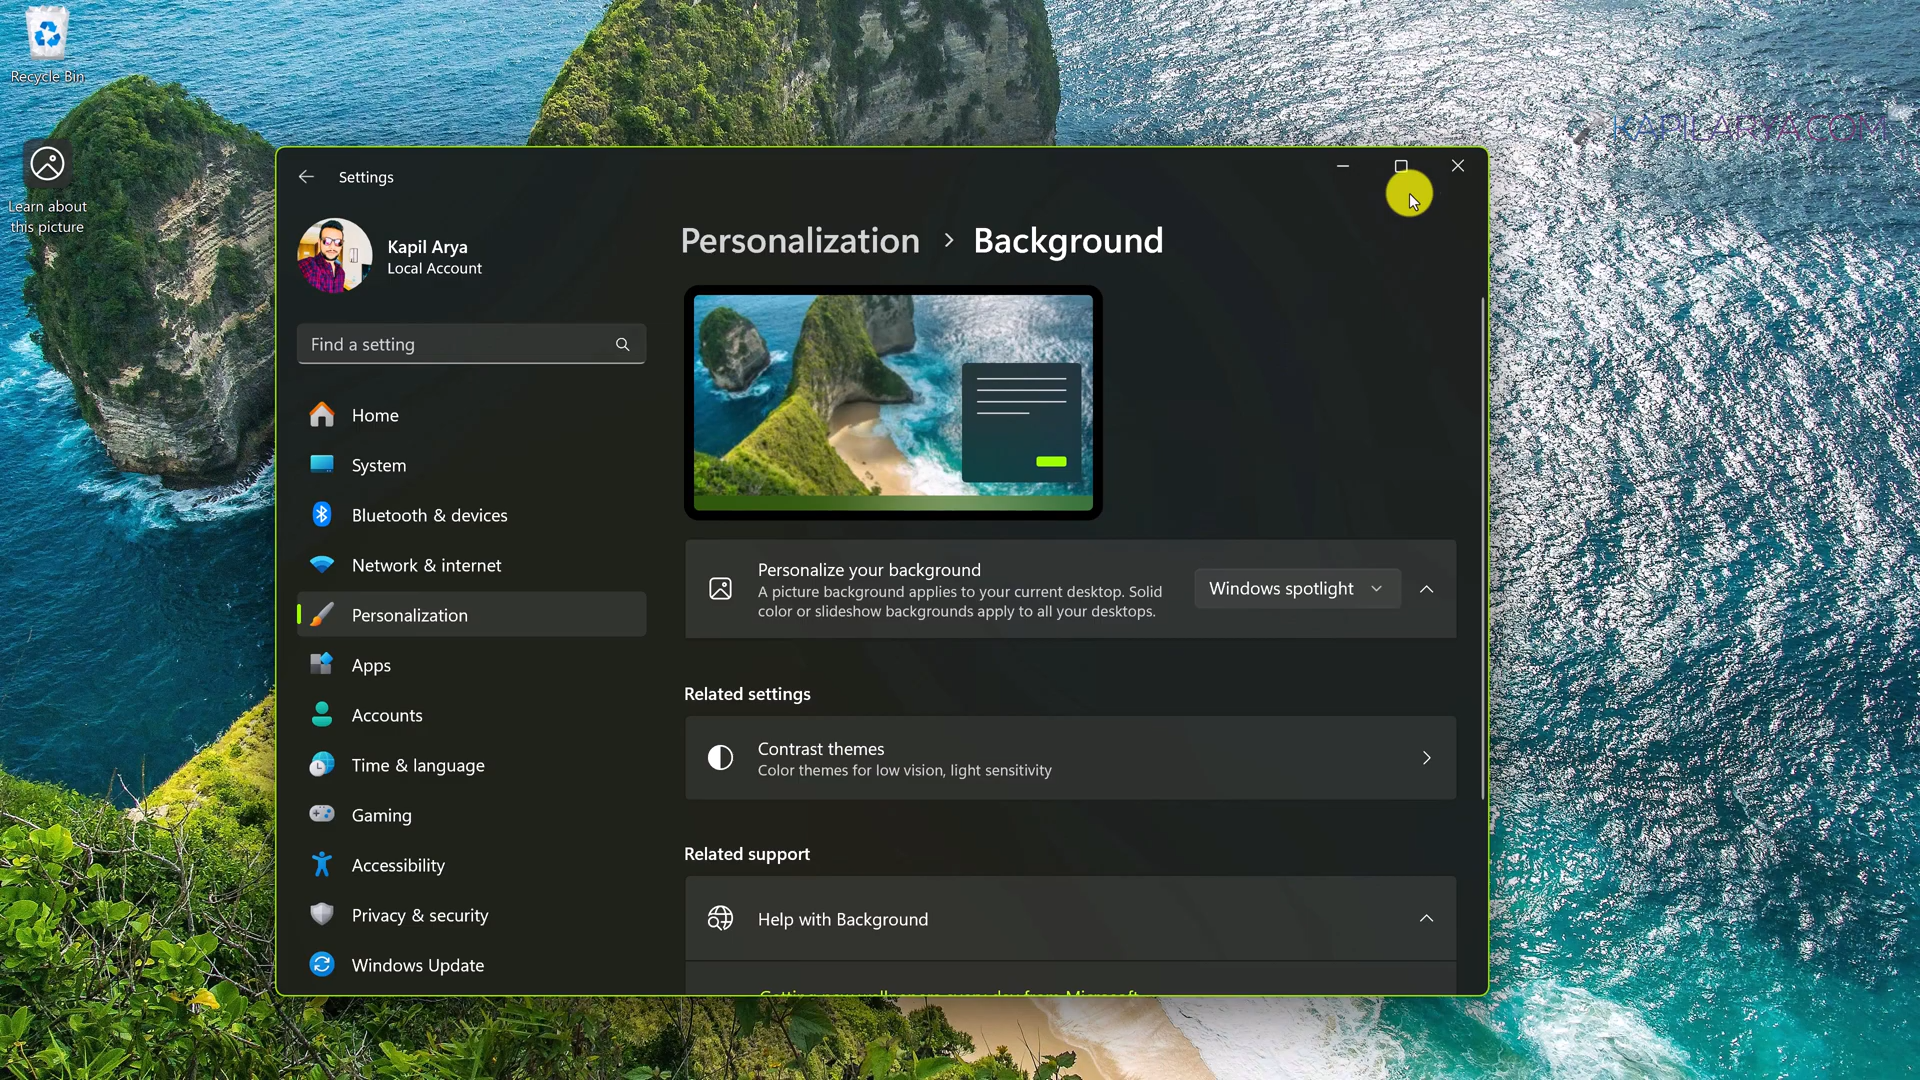 Recycle Bin
Learn about
this picture
KAPILARYA.COM
Settings
Kapil Arya
Local Account
Find a setting
Home
System
Bluetooth & devices
Network & internet
Personalization
Apps
Accounts
Time & language
Gaming
Accessibility
Privacy & security
Windows Update
Personalization > Background
Personalize your background
A picture background applies to your current desktop. Solid
color or slideshow backgrounds apply to all your desktops.
Windows spotlight
Related settings
Contrast themes
Color themes for low vision, light sensitivity
Related support
Help with Background